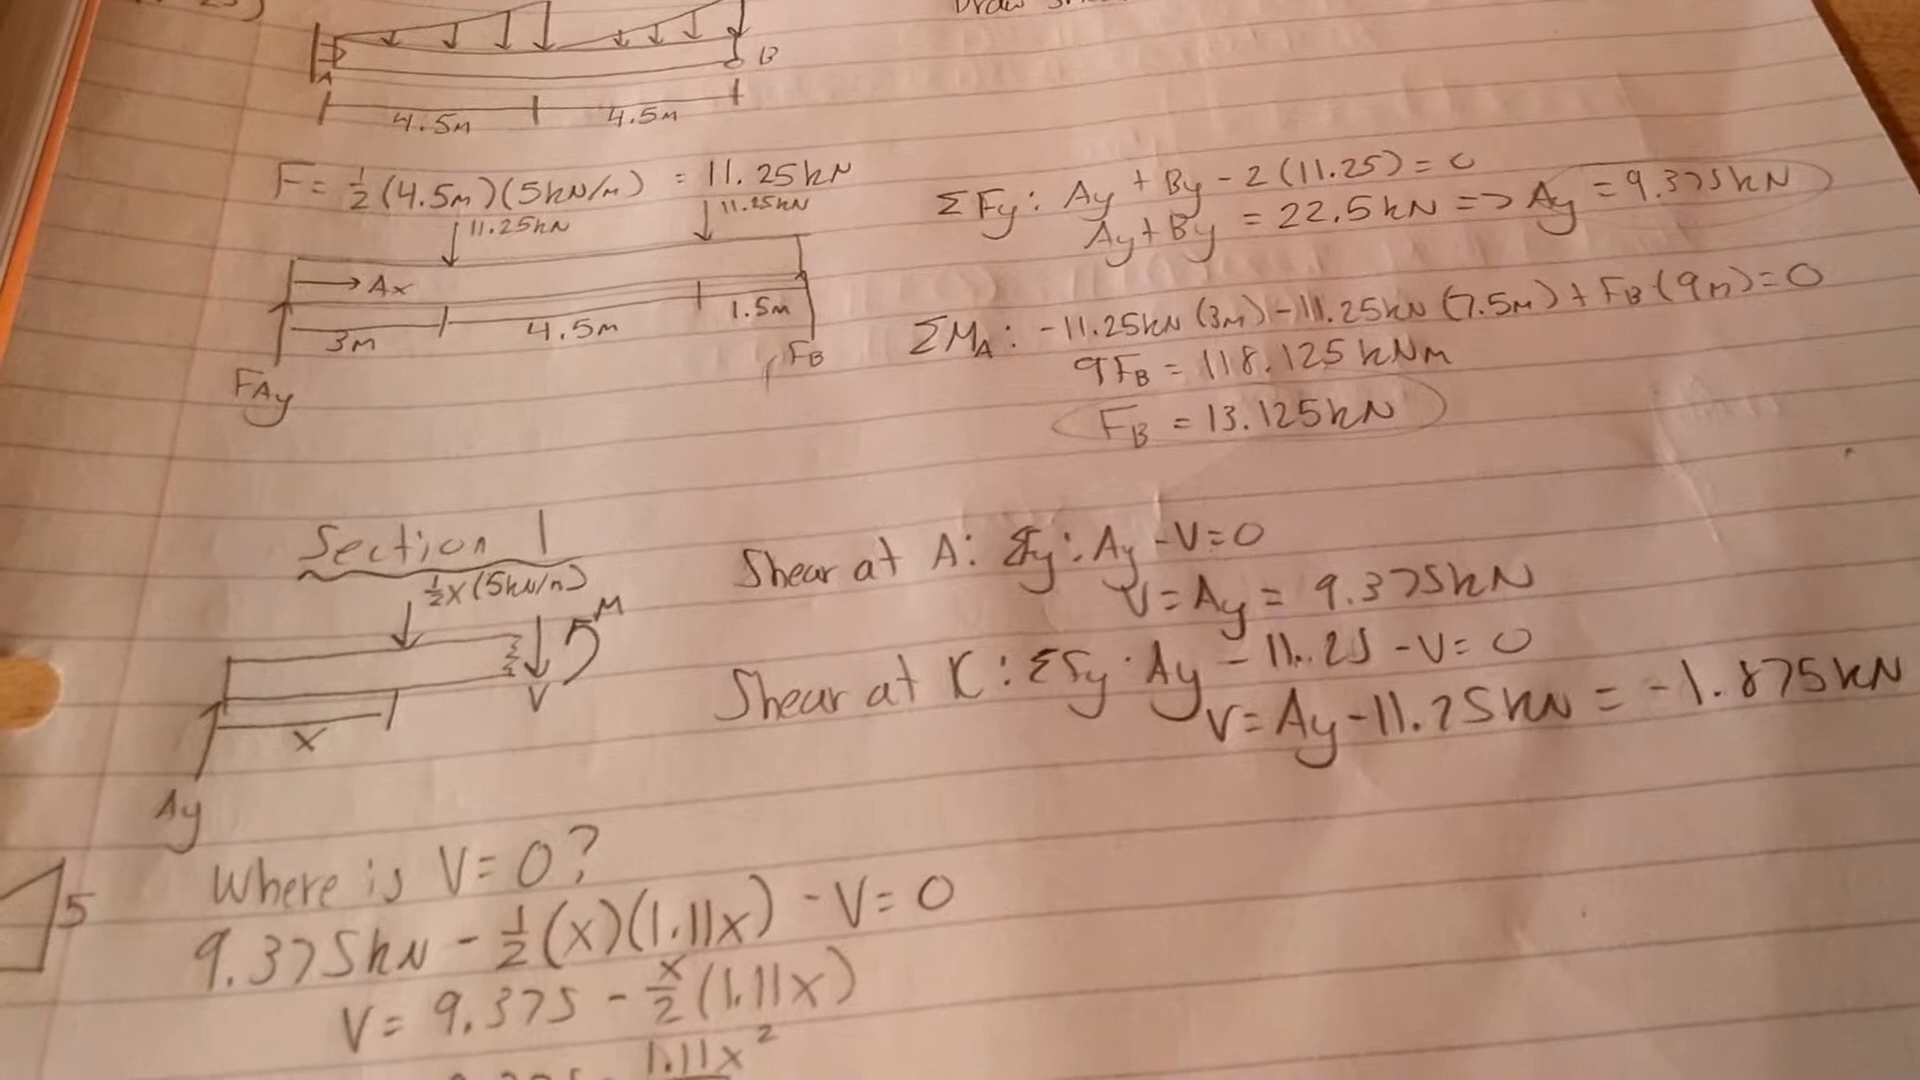 Draw
A
B
4.5m
4.5m
F = 1/2 (4.5m)(5kN/m) = 11.25kN
11.25kN
11.25kN
Ax
3m
4.5m
1.5m
FAy
FB
ΣFy: Ay + By - 2(11.25) = 0
Ay + By = 22.5kN => Ay = 9.375kN
ΣMA: -11.25kN (3m) - 11.25kN (7.5m) + FB (9m) = 0
9FB = 118.125 kNm
FB = 13.125kN
Section 1
1/2 x (5kN/m)
M
V
x
Ay
Shear at A: ΣFy: Ay - V = 0
V = Ay = 9.375kN
Shear at K: ΣFy: Ay - 11.25 - V = 0
V = Ay - 11.25kN = -1.875kN
5
Where is V = 0?
9.375kN - 1/2 (x)(1.11x) - V = 0
V = 9.375 - x/2 (1.11x)
1.11x²